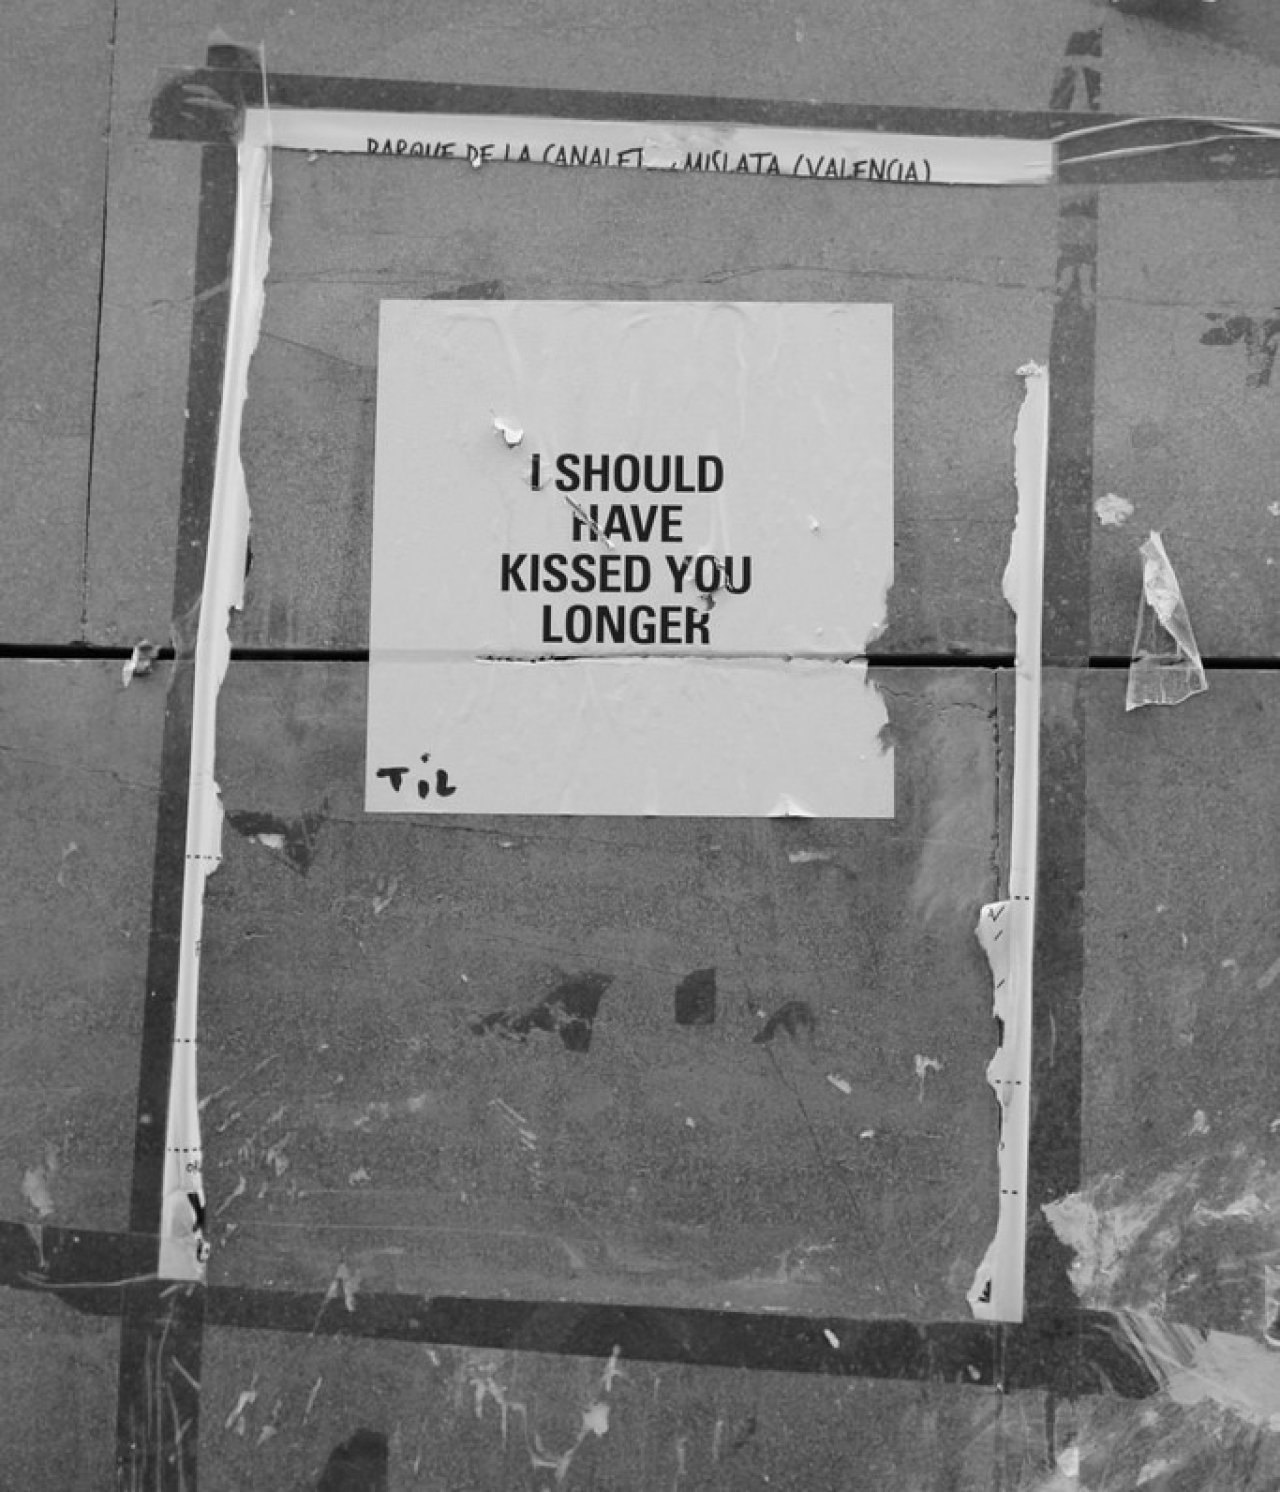 PARQUE DE LA CANALET , MISLATA (VALENCIA)
I SHOULD
HAVE
KISSED YOU
LONGER
TiL